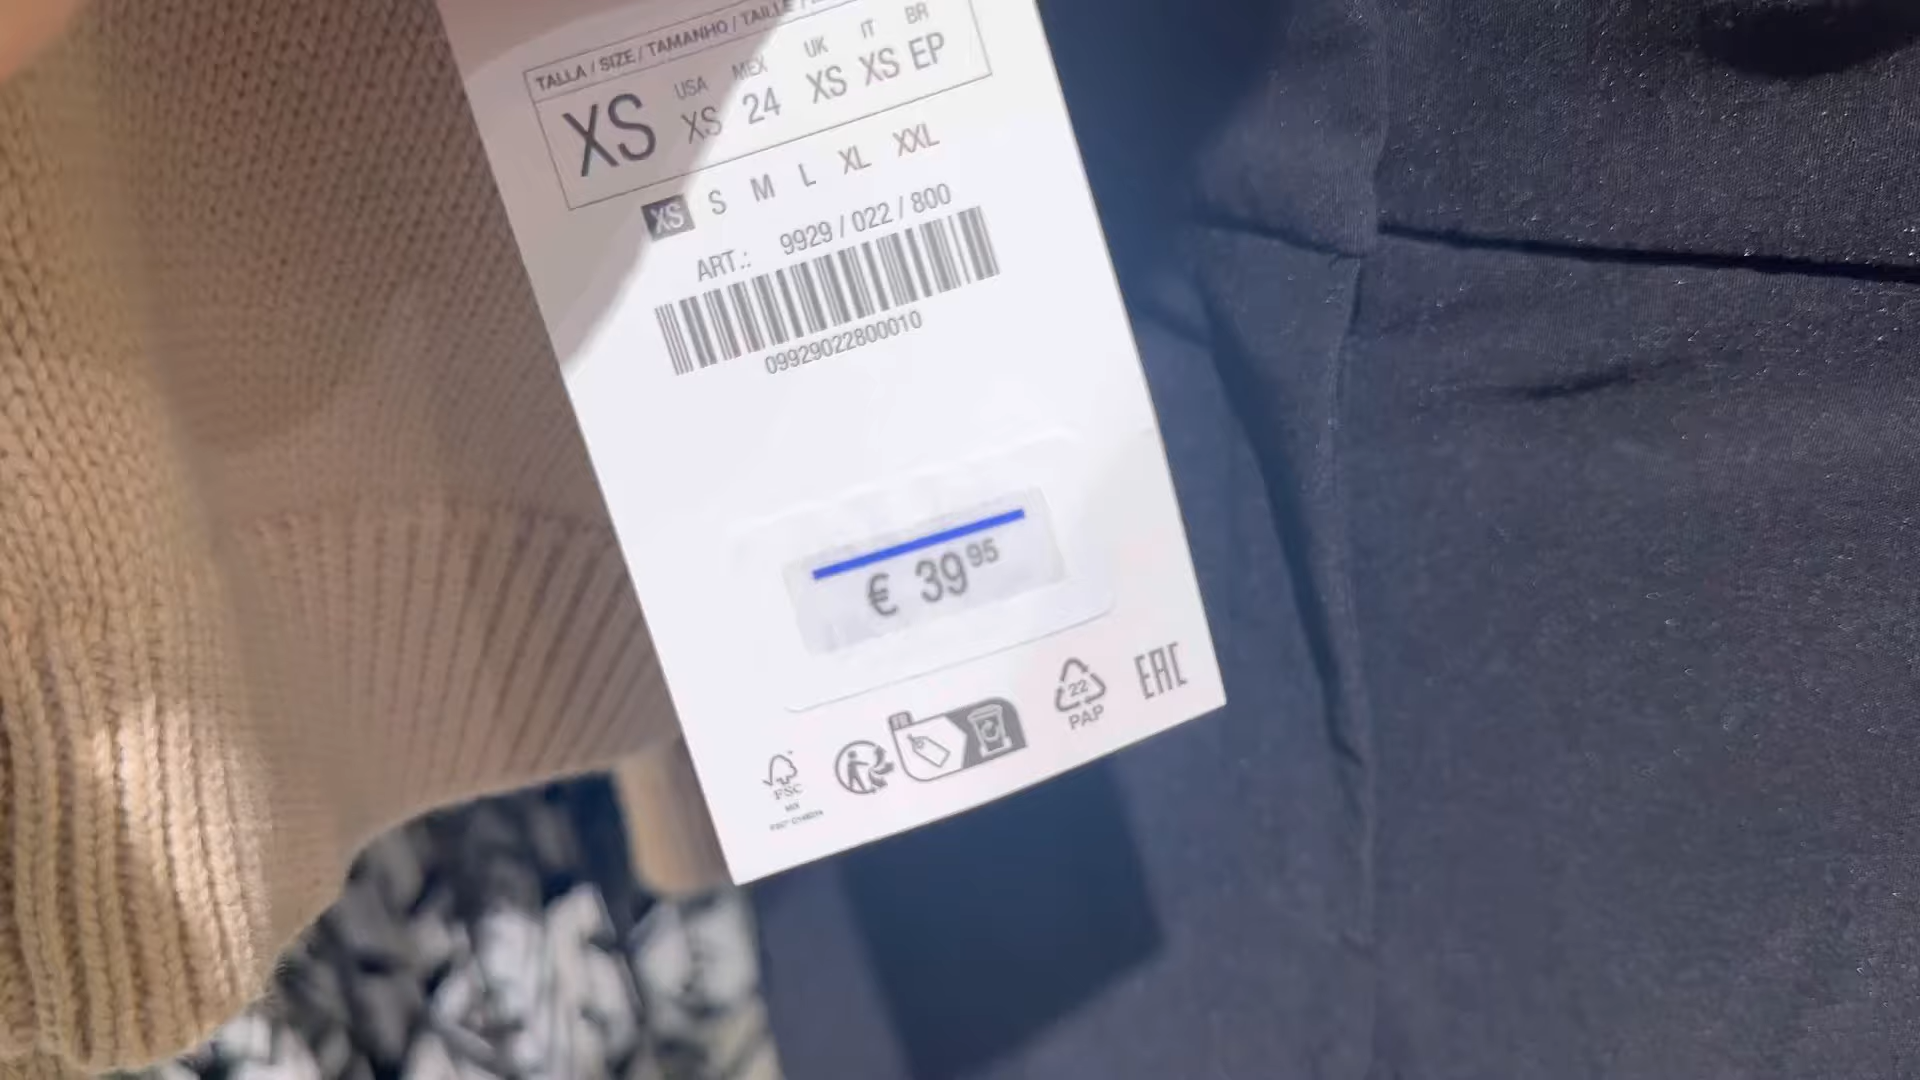 TALLA / SIZE / TAMANHO / TAILLE /
USA MEX UK IT BR
XS XS 24 XS XS EP
XS S M L XL XXL
ART.: 9929 / 022 / 800
09929022800010
€ 39 95
FR
22
PAP
EAC
FSC
MIX